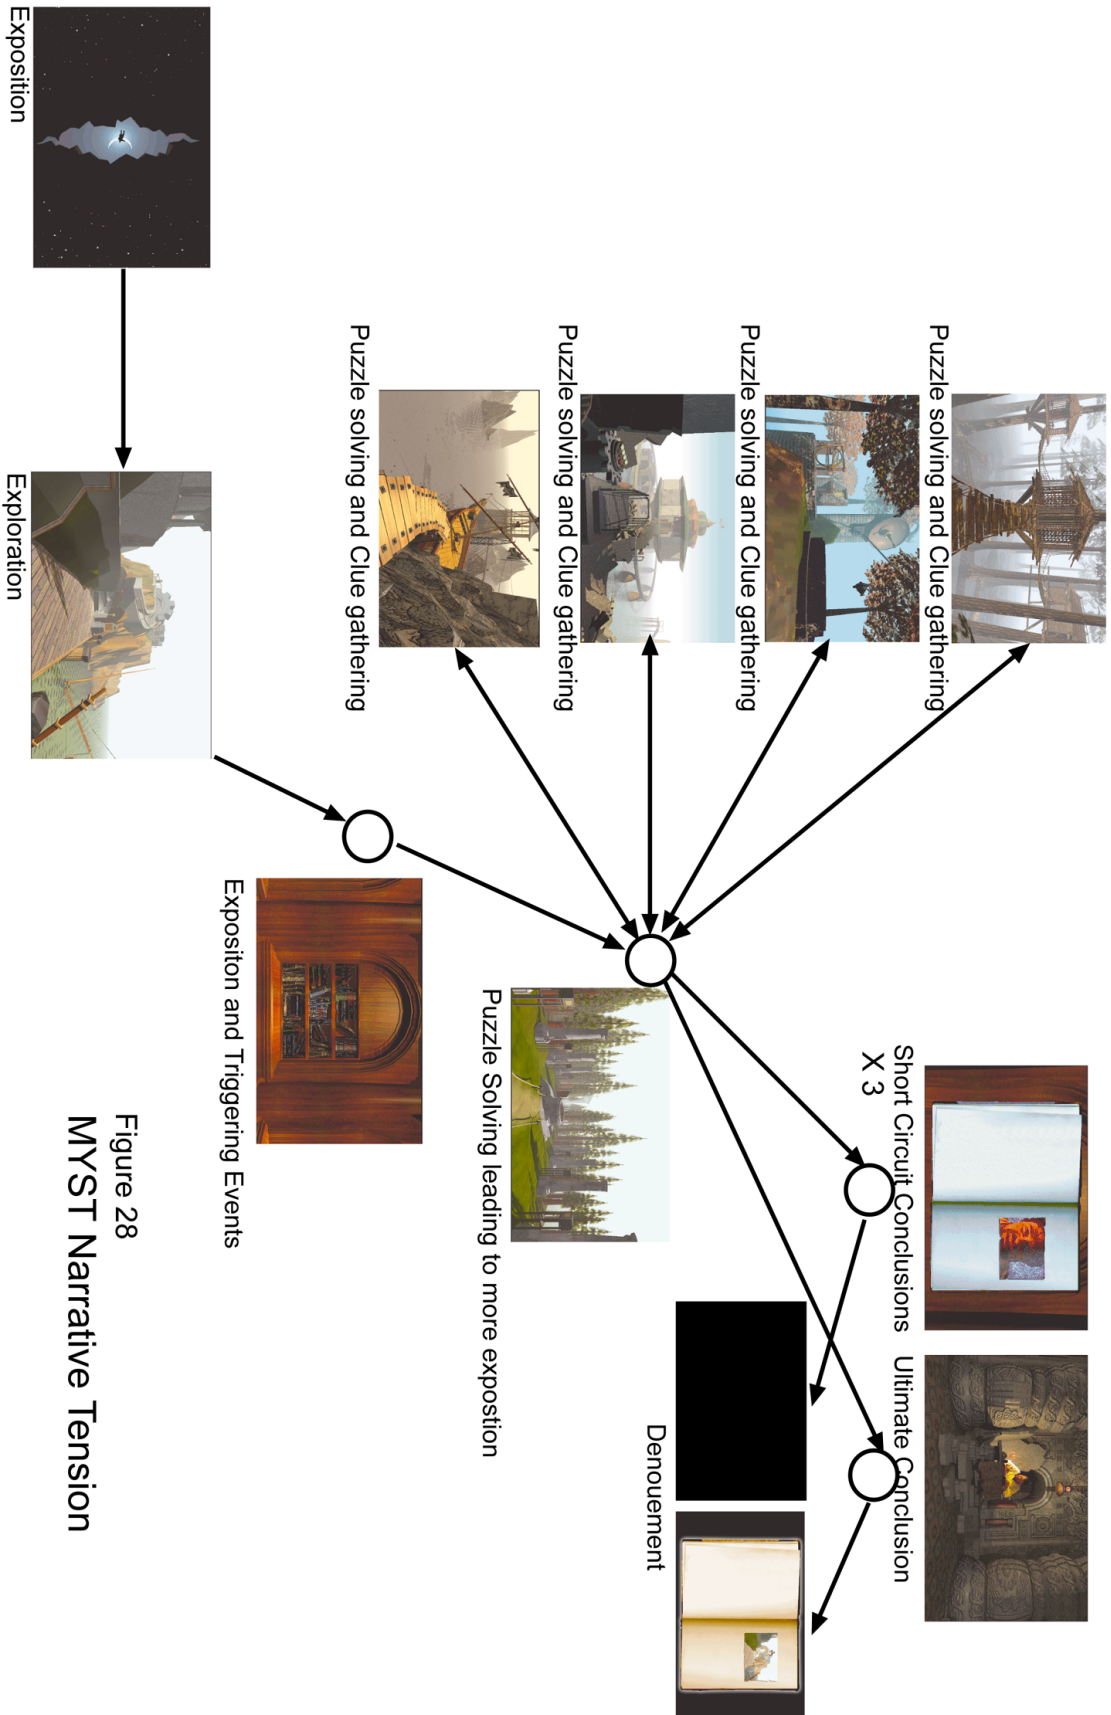 Exposition
Exploration
Puzzle solving and Clue gathering
Puzzle solving and Clue gathering
Puzzle solving and Clue gathering
Puzzle solving and Clue gathering
Expositon and Triggering Events
Puzzle Solving leading to more expostion
Short Circuit Conclusions
X 3
Ultimate Conclusion
Denouement
Figure 28
MYST Narrative Tension